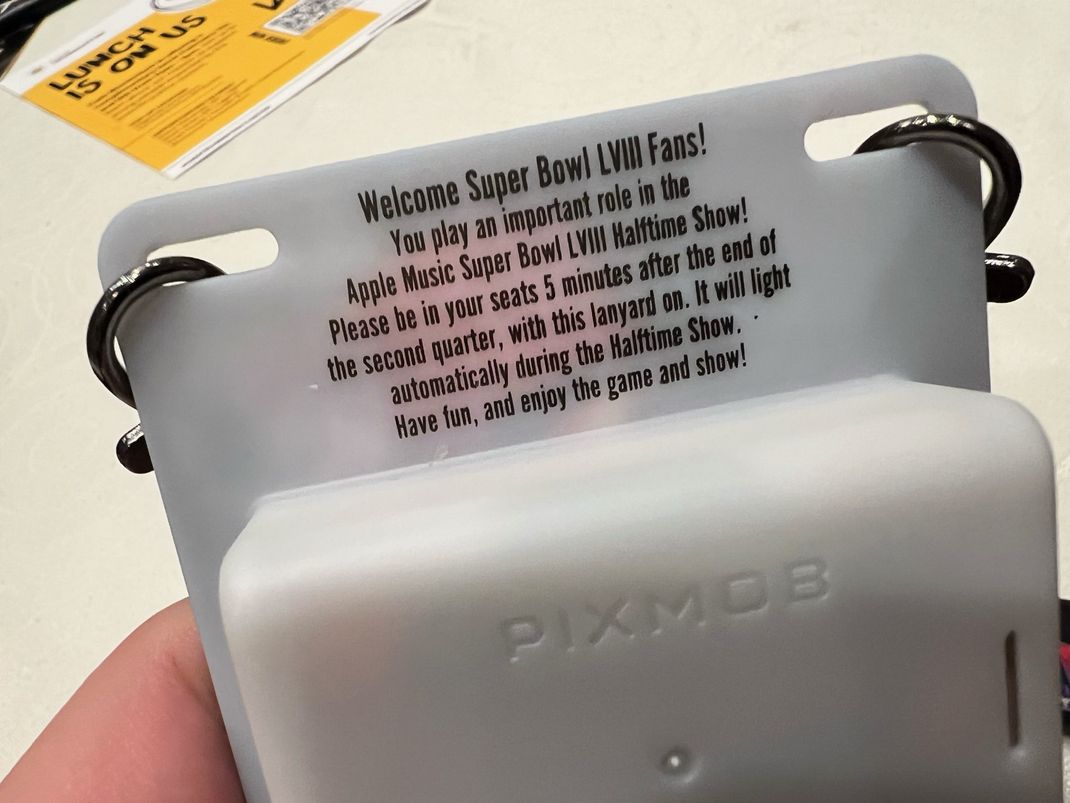 LUNCH
IS ON US
Welcome Super Bowl LVIII Fans!
You play an important role in the
Apple Music Super Bowl LVIII Halftime Show!
Please be in your seats 5 minutes after the end of
the second quarter, with this lanyard on. It will light
automatically during the Halftime Show.
Have fun, and enjoy the game and show!
PIXMOB